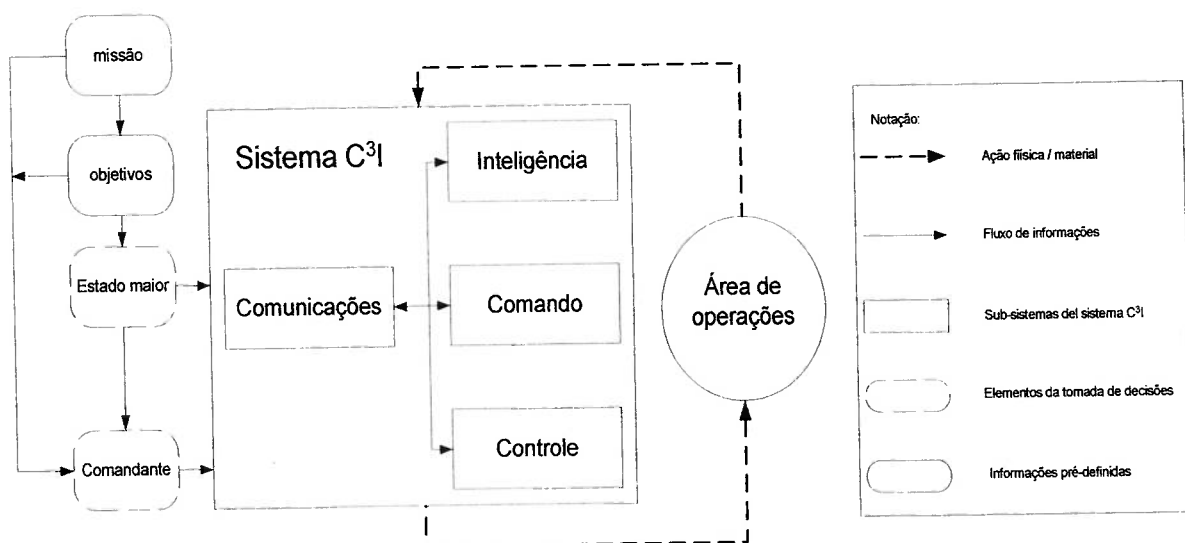 missão
objetivos
Estado maior
Comandante
Sistema C³I
Comunicações
Inteligência
Comando
Controle
Área de
operações
Notação:
Ação fíísica / material
Fluxo de informações
Sub-sistemas del sistema C³I
Elementos da tomada de decisões
Informações pré-definidas